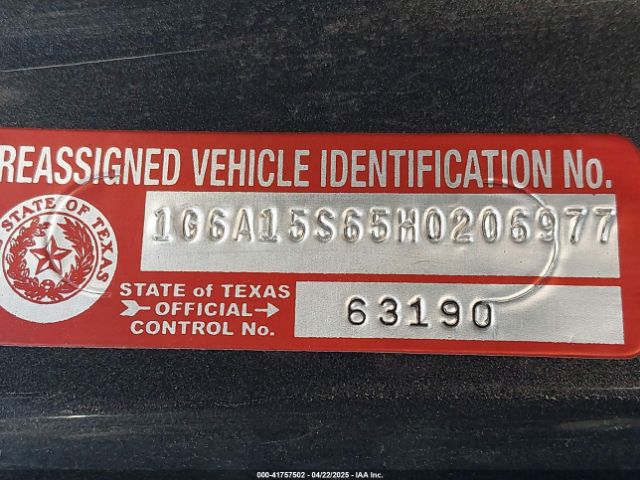 REASSIGNED VEHICLE IDENTIFICATION No.
1G6A15S65H0206977
STATE OF TEXAS
STATE of TEXAS
OFFICIAL
CONTROL No.
63190
000-41757502 - 04/22/2025 - IAA Inc.